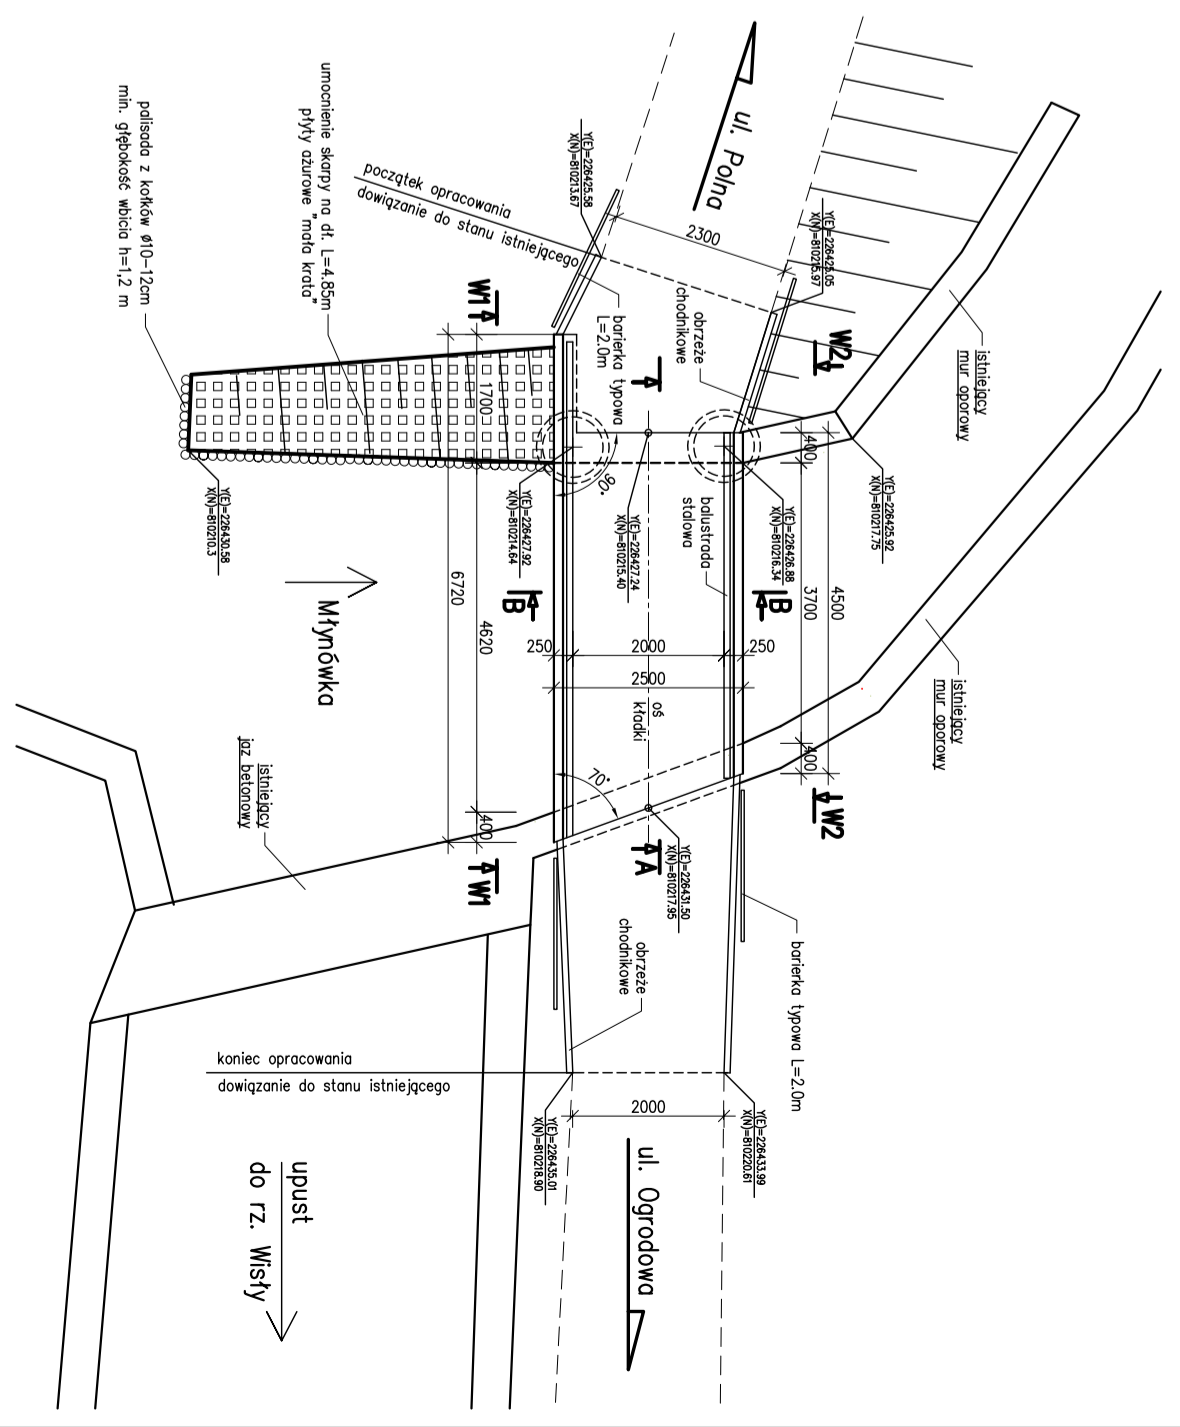 ul. Polna
Y(E)=226425.58
X(N)=810213.67
początek opracowania
dowiązanie do stanu istniejącego
2300
Y(E)=226425.05
X(N)=810215.97
umocnienie skarpy na dł. L=4.85m
płyty ażurowe "mała krata"
palisada z kołków ø10-12cm
min. głębokość wbicia h=1,2 m
W1
barierka typowa
L=2.0m
obrzeże
chodnikowe
W2
istniejący
mur oporowy
1700
400
90°
Y(E)=226425.92
X(N)=810217.75
Y(E)=226430.58
X(N)=810210.3
Y(E)=226427.92
X(N)=810214.64
Y(E)=226427.24
X(N)=810215.40
balustrada
stalowa
Y(E)=226426.88
X(N)=810216.34
Młynówka
6720
4620
B
B
3700
4500
250
2000
250
2500
oś
kładki
istniejący
mur oporowy
istniejący
jaz betonowy
70°
400
400
W1
A
W2
Y(E)=226431.50
X(N)=810217.95
obrzeże
chodnikowe
barierka typowa L=2.0m
koniec opracowania
dowiązanie do stanu istniejącego
2000
Y(E)=226435.01
X(N)=810218.90
Y(E)=226433.99
X(N)=810220.61
upust
do rz. Wisły
ul. Ogrodowa